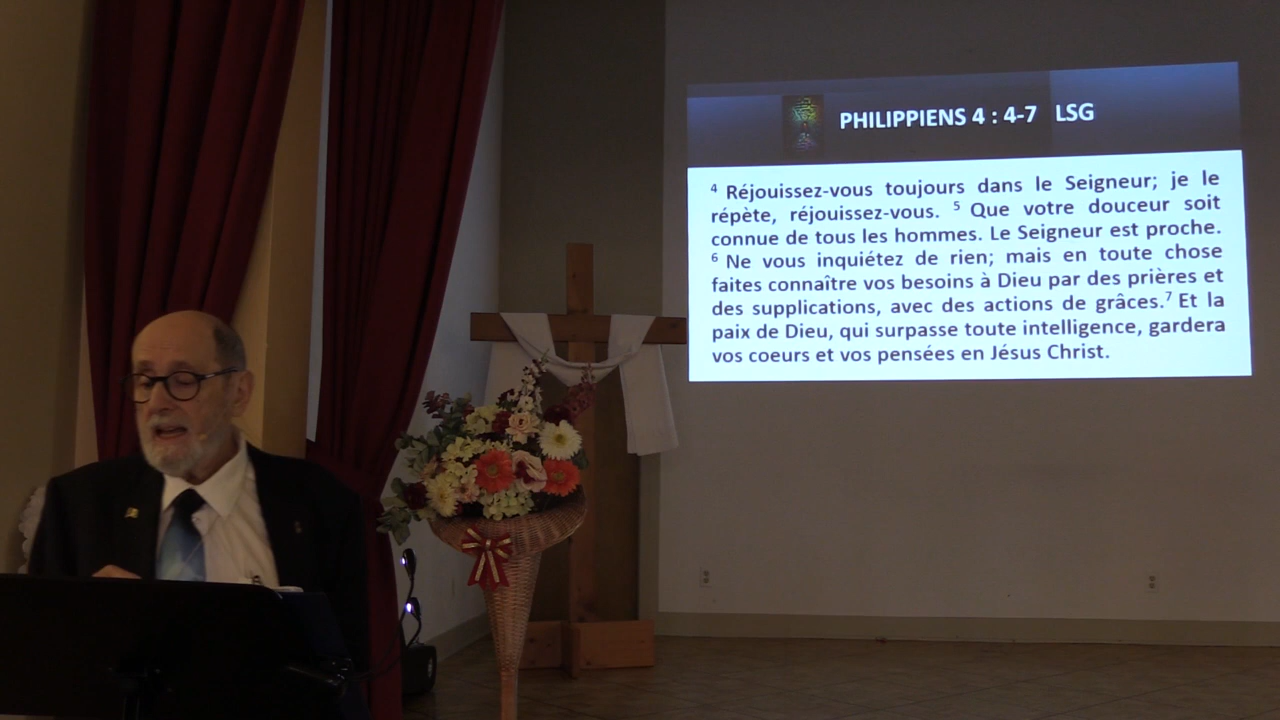 PHILIPPIENS 4 : 4-7 LSG
⁴ Réjouissez-vous toujours dans le Seigneur; je le
répète, réjouissez-vous. ⁵ Que votre douceur soit
connue de tous les hommes. Le Seigneur est proche.
⁶ Ne vous inquiétez de rien; mais en toute chose
faites connaître vos besoins à Dieu par des prières et
des supplications, avec des actions de grâces.⁷ Et la
paix de Dieu, qui surpasse toute intelligence, gardera
vos coeurs et vos pensées en Jésus Christ.